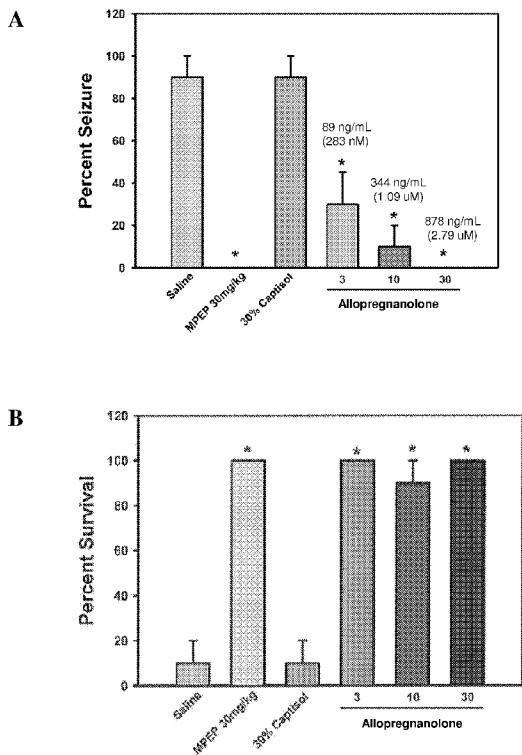 A
Percent Seizure
120
100
80
60
40
20
0
89 ng/mL
(283 nM)
*
344 ng/mL
(1.09 uM)
*
878 ng/mL
(2.79 uM)
*
*
Saline
MPEP 30mg/kg
30% Captisol
3
10
30
Allopregnanolone
B
Percent Survival
120
100
80
60
40
20
0
*
*
*
*
Saline
MPEP 30mg/kg
30% Captisol
3
10
30
Allopregnanolone